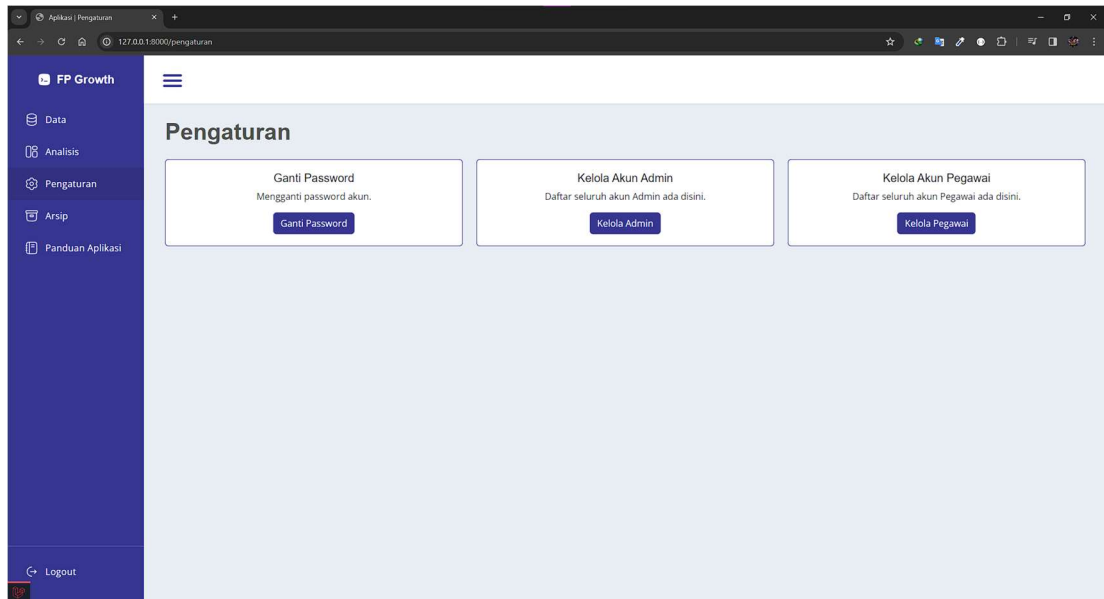 Aplikasi | Pengaturan
127.0.0.1:8000/pengaturan
FP Growth
Data
Analisis
Pengaturan
Arsip
Panduan Aplikasi
Logout
Pengaturan
Ganti Password
Mengganti password akun.
Ganti Password
Kelola Akun Admin
Daftar seluruh akun Admin ada disini.
Kelola Admin
Kelola Akun Pegawai
Daftar seluruh akun Pegawai ada disini.
Kelola Pegawai